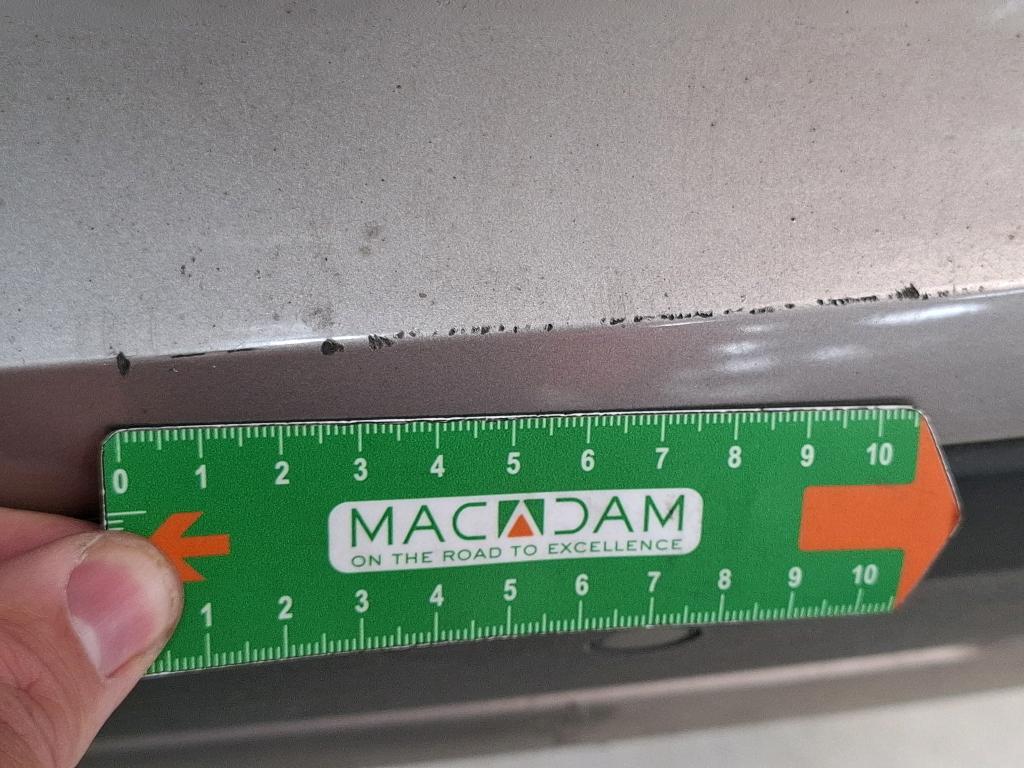 0 1 2 3 4 5 6 7 8 9 10
MACADAM
ON THE ROAD TO EXCELLENCE
1 2 3 4 5 6 7 8 9 10